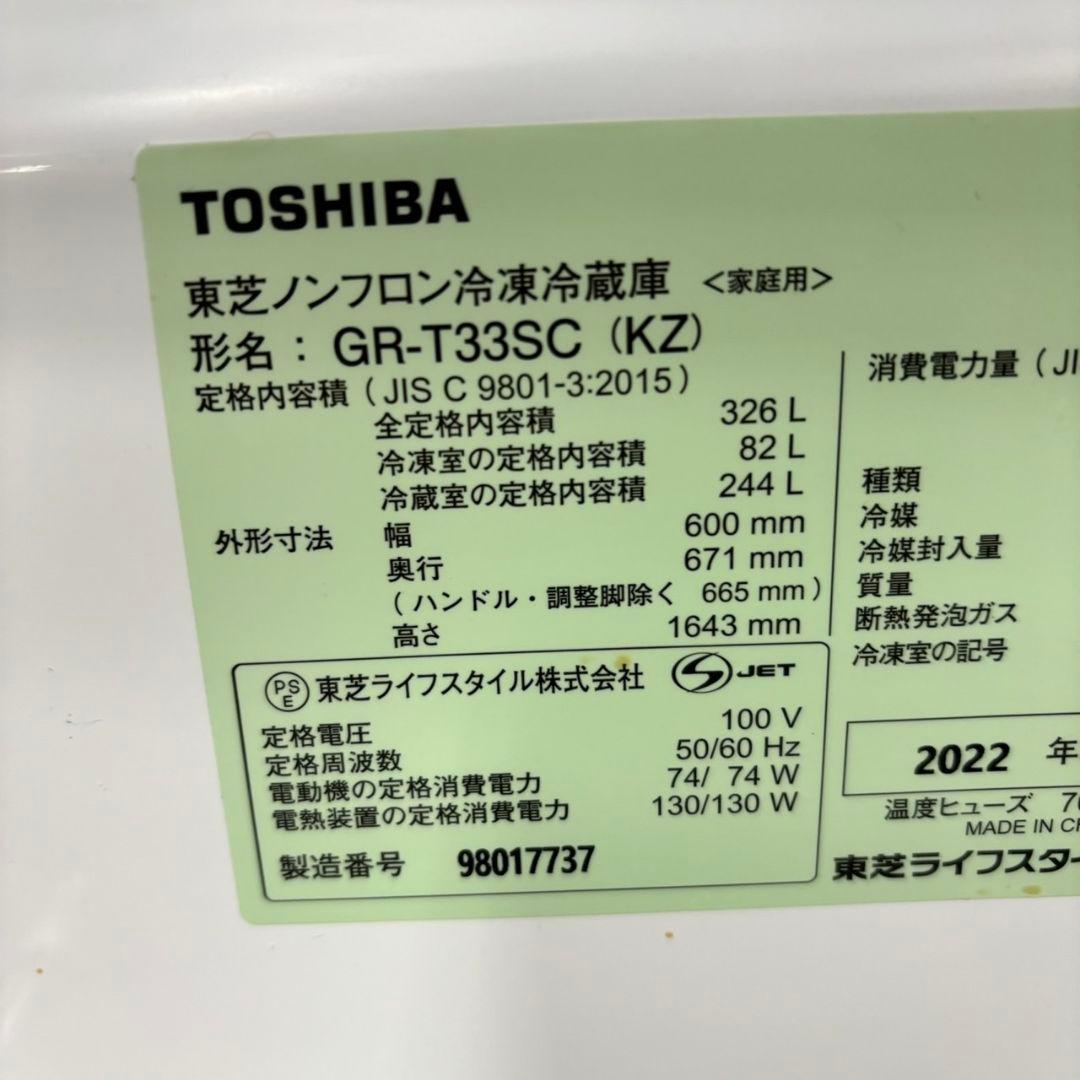 TOSHIBA
東芝ノンフロン冷凍冷蔵庫 <家庭用>
形名 : GR-T33SC (KZ)
定格内容積 (JIS C 9801-3:2015)
全定格内容積 326 L
冷凍室の定格内容積 82 L
冷蔵室の定格内容積 244 L
外形寸法 幅 600 mm
奥行 671 mm
(ハンドル・調整脚除く 665 mm)
高さ 1643 mm
PSE 東芝ライフスタイル株式会社 S JET
定格電圧 100 V
定格周波数 50/60 Hz
電動機の定格消費電力 74/ 74 W
電熱装置の定格消費電力 130/130 W
製造番号 98017737
消費電力量 (JI
種類
冷媒
冷媒封入量
質量
断熱発泡ガス
冷凍室の記号
2022 年
温度ヒューズ 7
MADE IN CH
東芝ライフスタイ